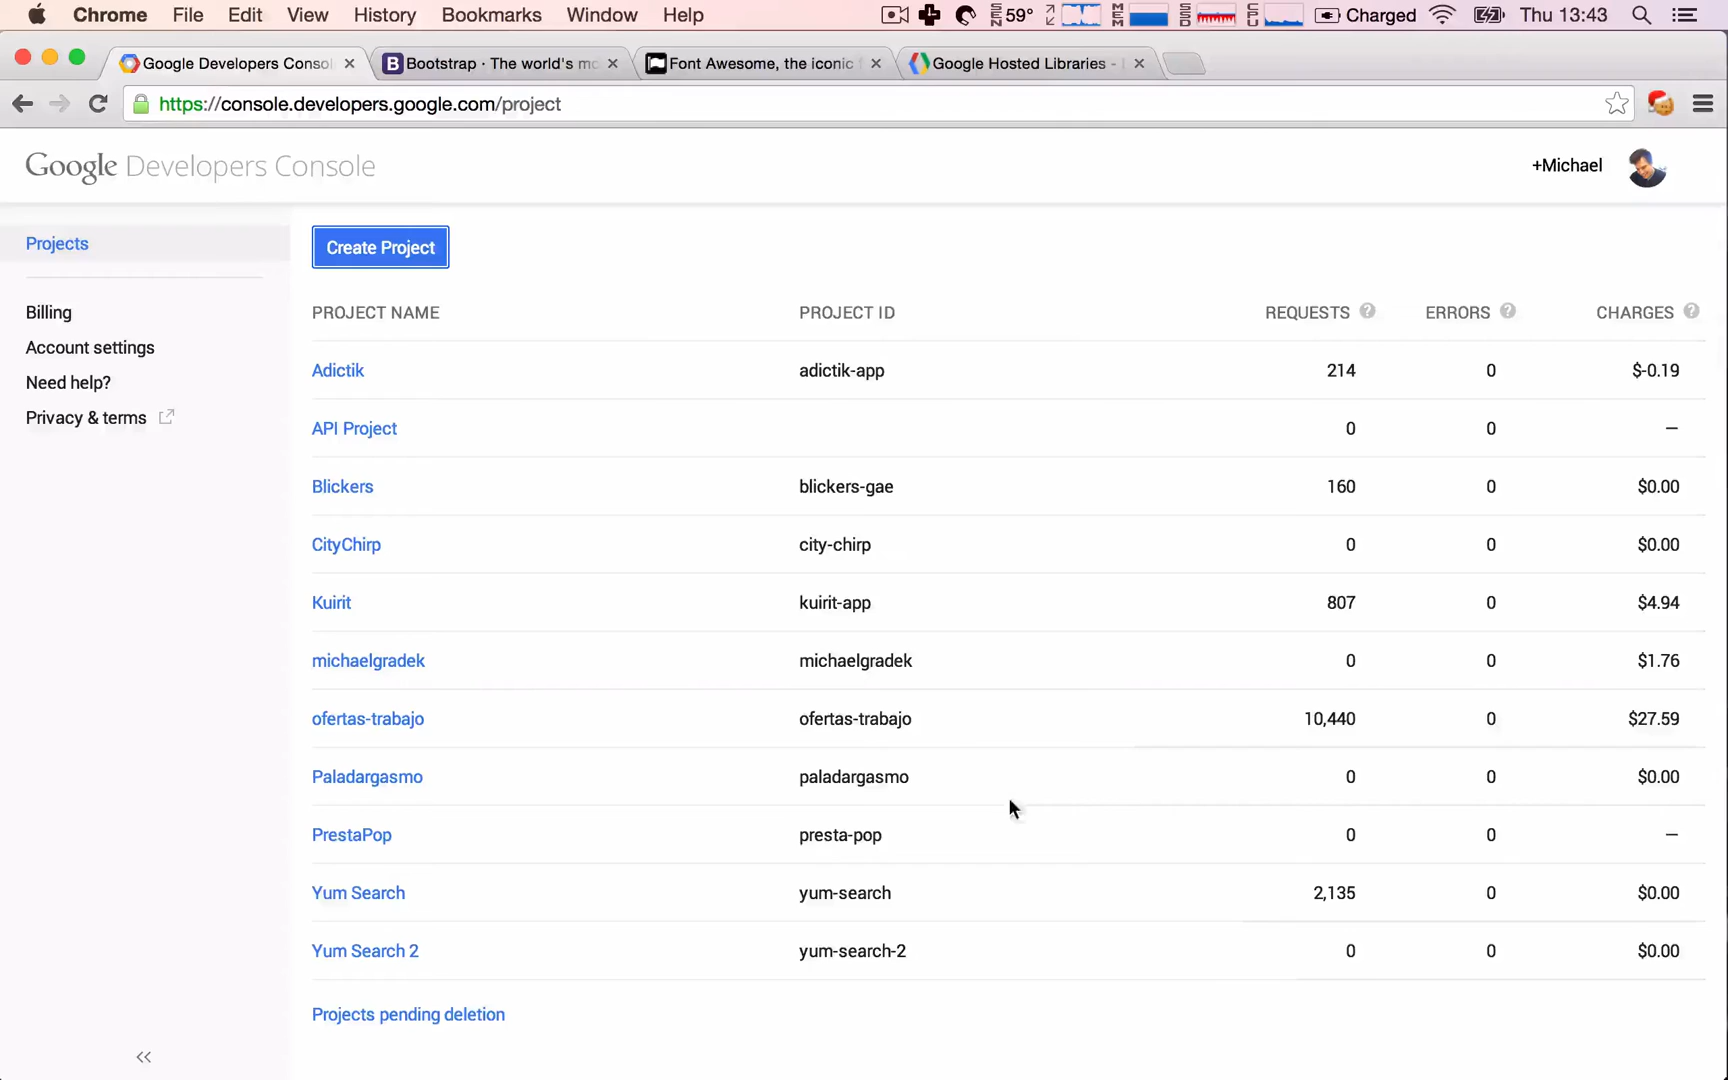 Chrome File Edit View History Bookmarks Window Help SEN 59° MEM SSD CPU Charged Thu 13:43
Google Developers Conso Bootstrap · The world's mo Font Awesome, the iconic f Google Hosted Libraries -
https://console.developers.google.com/project
Google Developers Console +Michael
Projects
Billing
Account settings
Need help?
Privacy & terms
Create Project
PROJECT NAME PROJECT ID REQUESTS ? ERRORS ? CHARGES ?
Adictik adictik-app 214 0 $-0.19
API Project 0 0 —
Blickers blickers-gae 160 0 $0.00
CityChirp city-chirp 0 0 $0.00
Kuirit kuirit-app 807 0 $4.94
michaelgradek michaelgradek 0 0 $1.76
ofertas-trabajo ofertas-trabajo 10,440 0 $27.59
Paladargasmo paladargasmo 0 0 $0.00
PrestaPop presta-pop 0 0 —
Yum Search yum-search 2,135 0 $0.00
Yum Search 2 yum-search-2 0 0 $0.00
Projects pending deletion